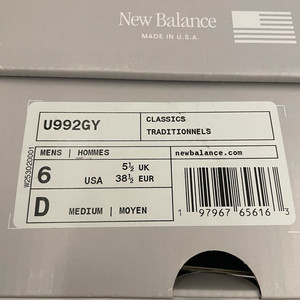 New Balance
MADE IN U.S.A.
U992GY
CLASSICS
TRADITIONNELS
MENS | HOMMES
newbalance.com
6 USA 5½ UK
38½ EUR
D MEDIUM | MOYEN
1 97967 65616 3
W253020001